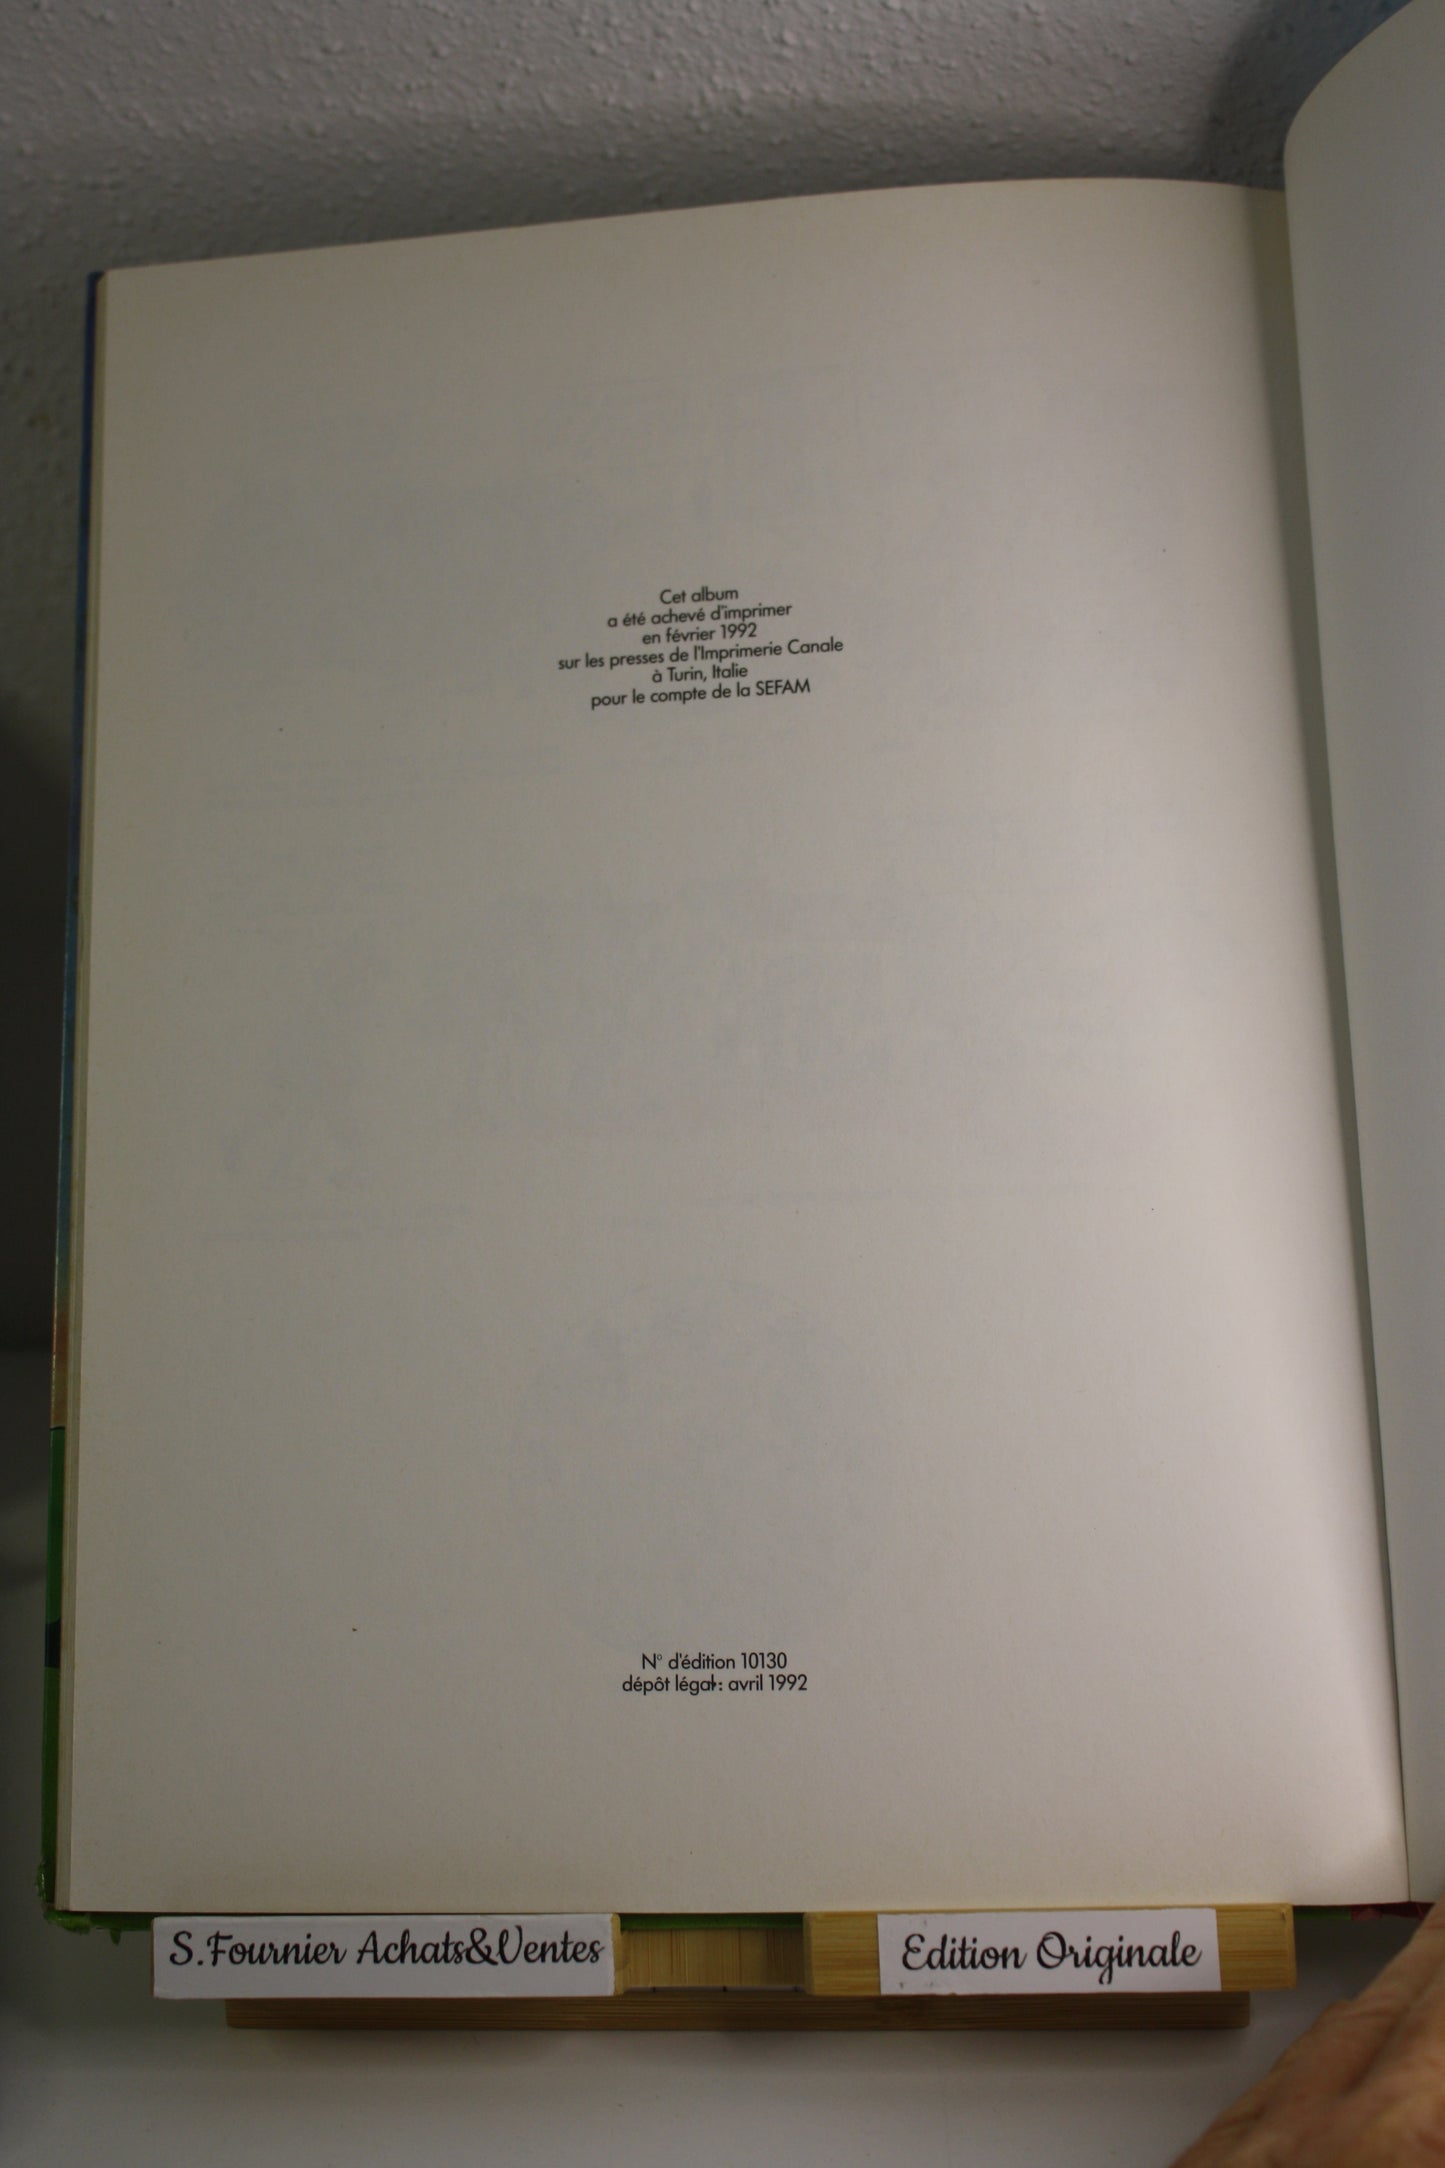 Cet album
a été achevé d'imprimer
en février 1992
sur les presses de l'Imprimerie Canale
à Turin, Italie
pour le compte de la SEFAM
N° d'édition 10130
dépôt légal : avril 1992
S.Fournier Achats&Ventes
Edition Originale